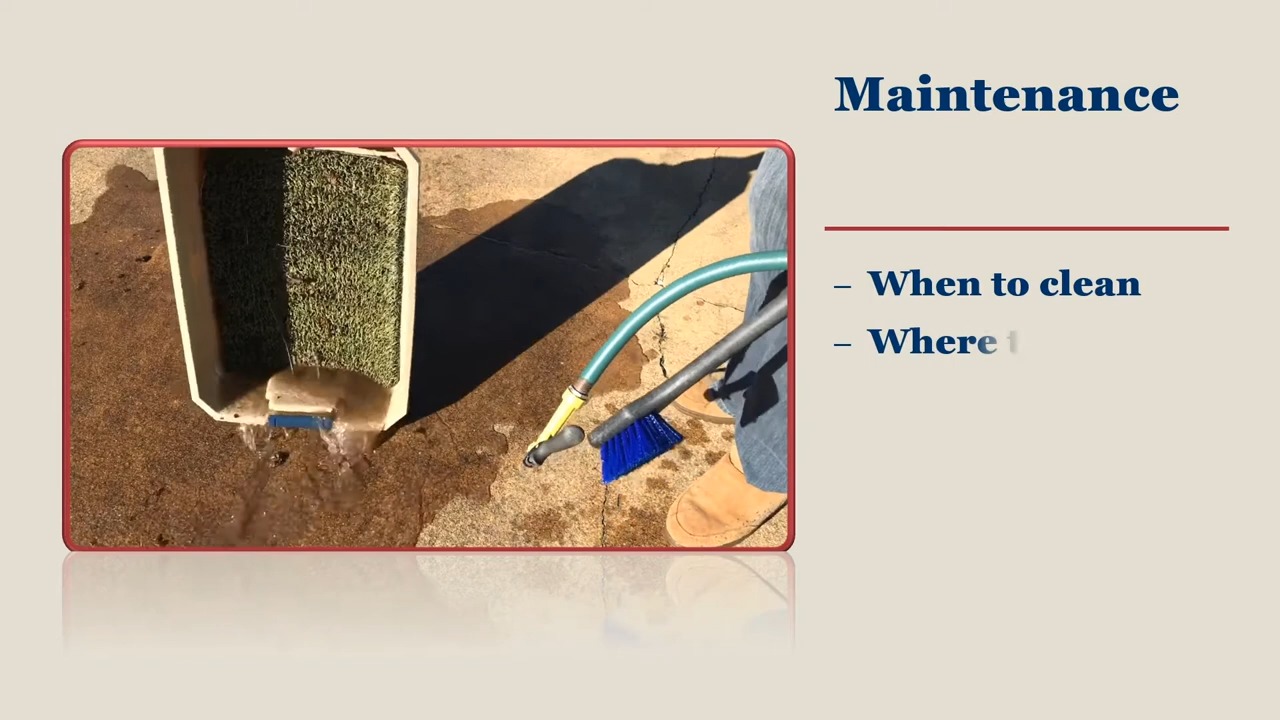 Maintenance
– When to clean
– Where